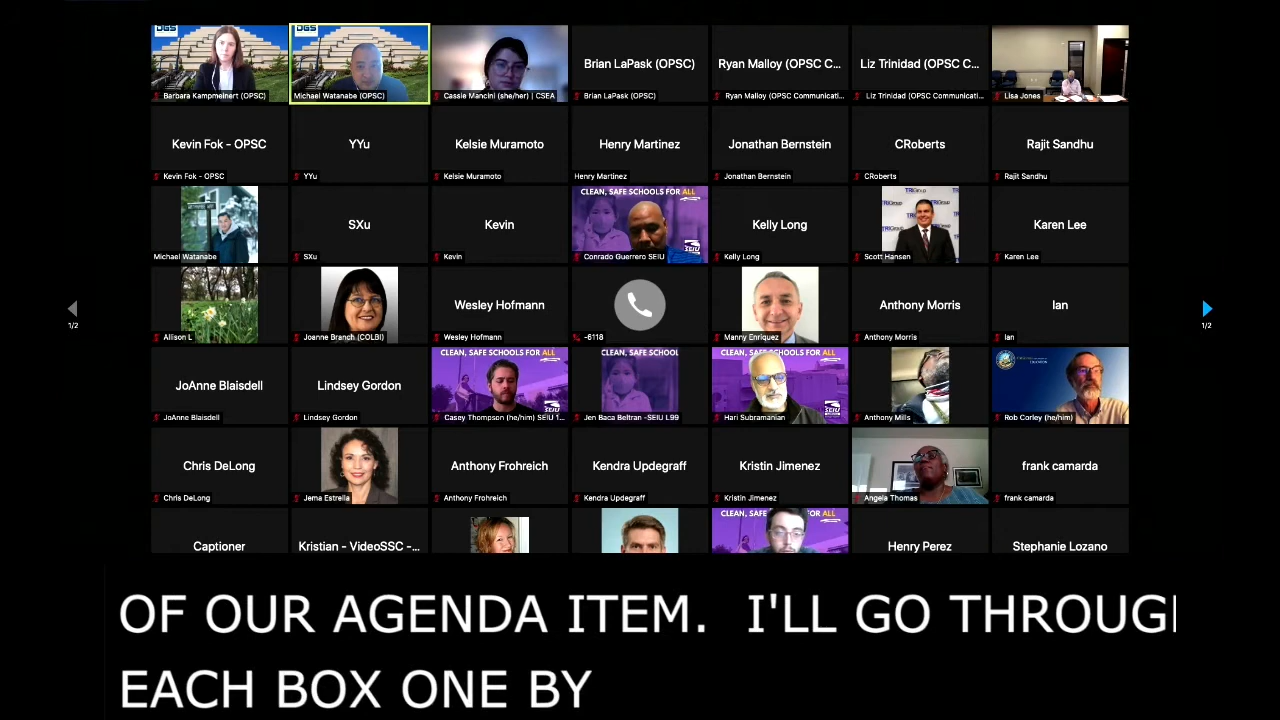 DGS
DGS
Brian LaPask (OPSC)
Ryan Malloy (OPSC C...
Liz Trinidad (OPSC C...
Barbara Kampmeinert (OPSC)
Michael Watanabe (OPSC)
Cassie Mancini (she/her) | CSEA
Brian LaPask (OPSC)
Ryan Malloy (OPSC Communicati...
Liz Trinidad (OPSC Communicati...
Lisa Jones
Kevin Fok - OPSC
YYu
Kelsie Muramoto
Henry Martinez
Jonathan Bernstein
CRoberts
Rajit Sandhu
Kevin Fok - OPSC
YYu
Kelsie Muramoto
Henry Martinez
Jonathan Bernstein
CRoberts
Rajit Sandhu
CLEAN, SAFE SCHOOLS FOR ALL
TRIGroup
SXu
Kevin
SEIU
Kelly Long
Karen Lee
Michael Watanabe
SXu
Kevin
Conrado Guerrero SEIU
Kelly Long
Scott Hansen
Karen Lee
Wesley Hofmann
Anthony Morris
Ian
Allison L
Joanne Branch (COLBI)
Wesley Hofmann
-6118
Manny Enriquez
Anthony Morris
Ian
1/2
1/2
CLEAN, SAFE SCHOOLS FOR ALL
CLEAN, SAFE SCHOOL
CLEAN, SAFE SCHOOLS FOR ALL
JoAnne Blaisdell
Lindsey Gordon
SEIU
SEIU
JoAnne Blaisdell
Lindsey Gordon
Casey Thompson (he/him) SEIU 1...
Jen Baca Beltran -SEIU L99
Hari Subramanian
Anthony Mills
Rob Corley (he/him)
Chris DeLong
Anthony Frohreich
Kendra Updegraff
Kristin Jimenez
frank camarda
Chris DeLong
Jema Estrella
Anthony Frohreich
Kendra Updegraff
Kristin Jimenez
Angela Thomas
frank camarda
CLEAN, SAFE SCHOOLS FOR ALL
Captioner
Kristian - VideoSSC -...
Henry Perez
Stephanie Lozano
OF OUR AGENDA ITEM. I'LL GO THROUGH
EACH BOX ONE BY